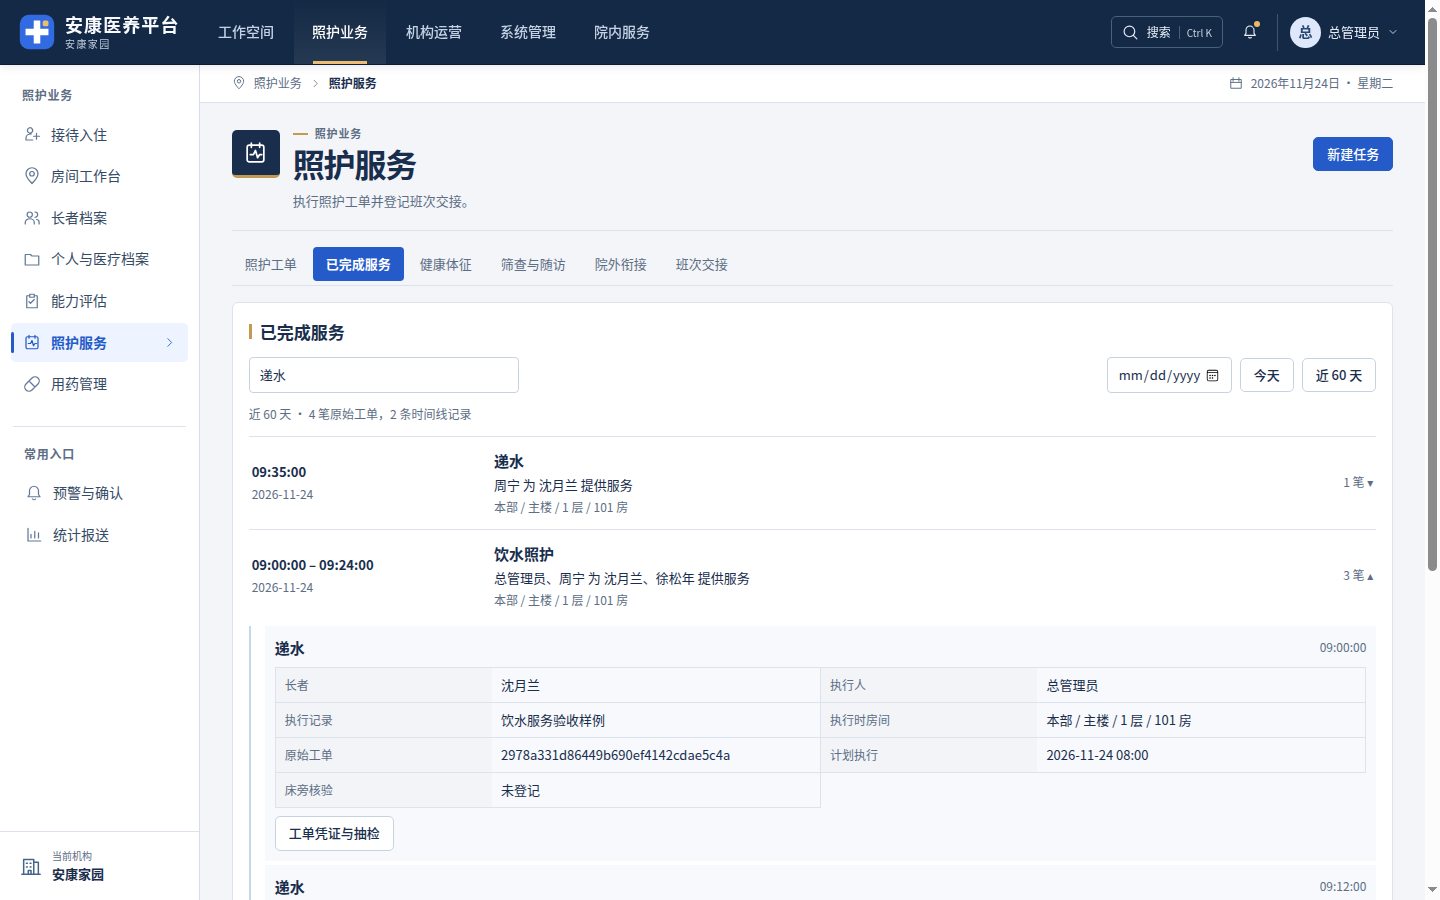 安康医养平台
安康家园
工作空间
照护业务
机构运营
系统管理
院内服务
搜索
Ctrl K
总
总管理员
照护业务
接待入住
房间工作台
长者档案
个人与医疗档案
能力评估
照护服务
用药管理
常用入口
预警与确认
统计报送
当前机构
安康家园
照护业务
照护服务
2026年11月24日 · 星期二
照护业务
照护服务
执行照护工单并登记班次交接。
新建任务
照护工单
已完成服务
健康体征
筛查与随访
院外衔接
班次交接
已完成服务
递水
mm/dd/yyyy
今天
近 60 天
近 60 天 · 4 笔原始工单，2 条时间线记录
09:35:00
2026-11-24
递水
周宁 为 沈月兰 提供服务
本部 / 主楼 / 1 层 / 101 房
1 笔 ▾
09:00:00 – 09:24:00
2026-11-24
饮水照护
总管理员、周宁 为 沈月兰、徐松年 提供服务
本部 / 主楼 / 1 层 / 101 房
3 笔 ▴
递水
09:00:00
长者
沈月兰
执行人
总管理员
执行记录
饮水服务验收样例
执行时房间
本部 / 主楼 / 1 层 / 101 房
原始工单
2978a331d86449b690ef4142cdae5c4a
计划执行
2026-11-24 08:00
床旁核验
未登记
工单凭证与抽检
递水
09:12:00